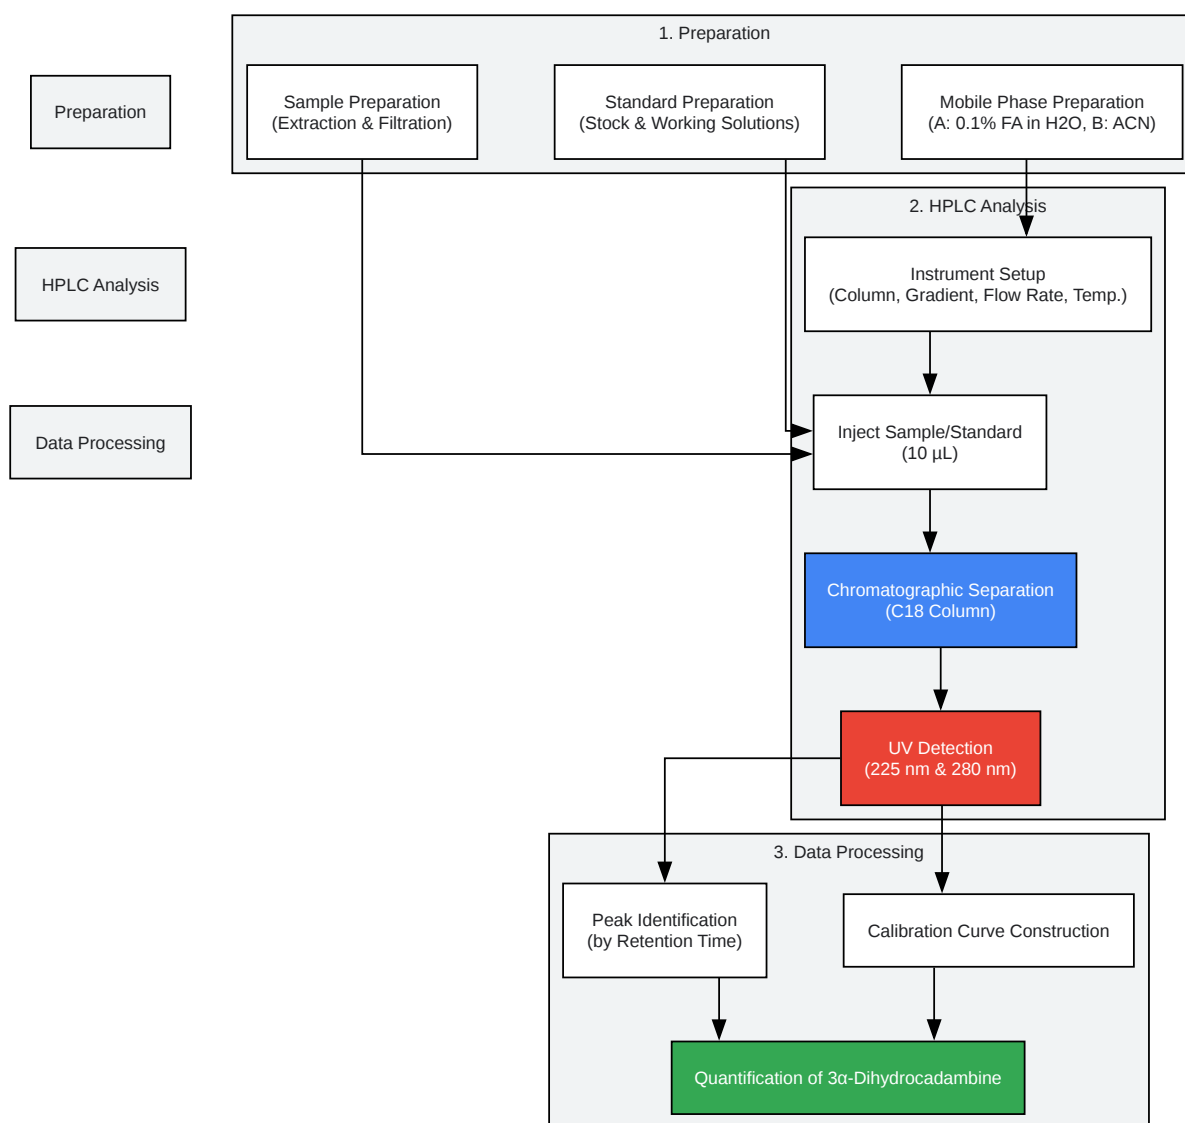 1. Preparation
Preparation
Sample Preparation
(Extraction & Filtration)
Standard Preparation
(Stock & Working Solutions)
Mobile Phase Preparation
(A: 0.1% FA in H2O, B: ACN)
2. HPLC Analysis
HPLC Analysis
Instrument Setup
(Column, Gradient, Flow Rate, Temp.)
Data Processing
Inject Sample/Standard
(10 µL)
Chromatographic Separation
(C18 Column)
UV Detection
(225 nm & 280 nm)
3. Data Processing
Peak Identification
(by Retention Time)
Calibration Curve Construction
Quantification of 3α-Dihydrocadambine